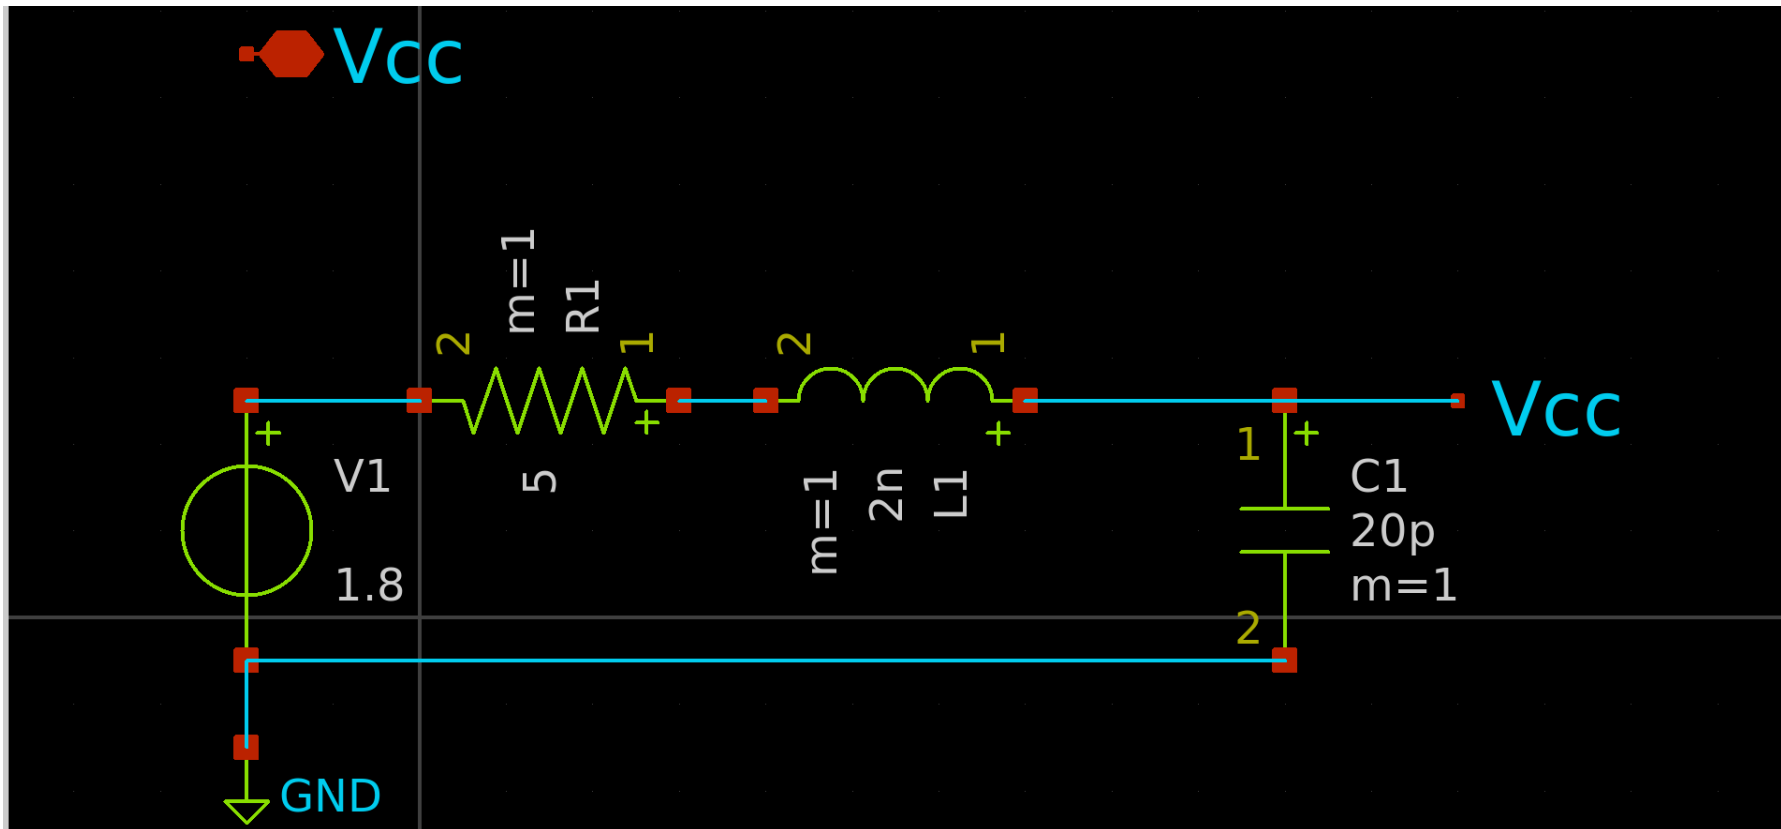 Vcc
m=1
R1
2
1
2
1
Vcc
+
+
+
+
1
V1
5
m=1
2n
L1
C1
20p
1.8
m=1
2
GND